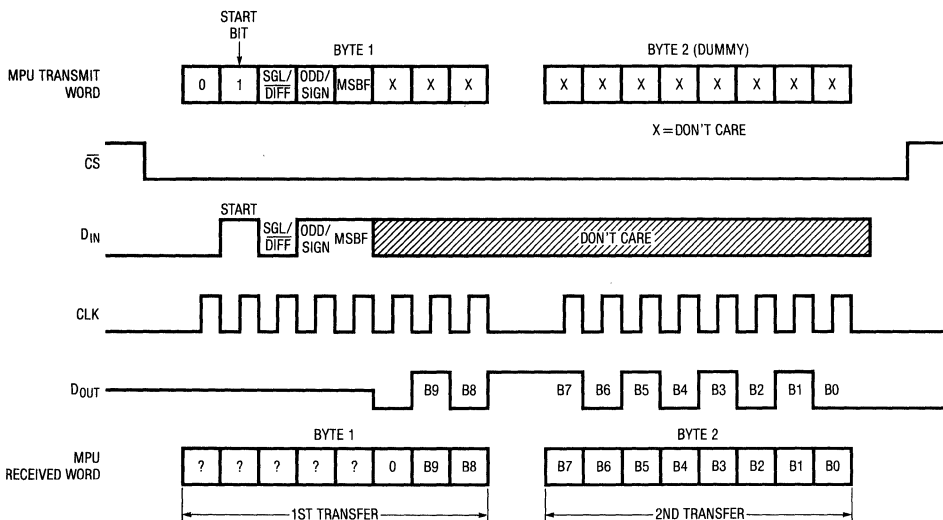 START
BIT
BYTE 1
BYTE 2 (DUMMY)
MPU TRANSMIT
WORD
0 1 SGL/ ODD/ MSBF X X X
DIFF SIGN
X X X X X X X X
X = DON'T CARE
CS
START
DIN
SGL/ ODD/ MSBF
DIFF SIGN
DON'T CARE
CLK
DOUT
B9 B8 B7 B6 B5 B4 B3 B2 B1 B0
BYTE 1
BYTE 2
MPU
RECEIVED WORD
? ? ? ? ? 0 B9 B8
B7 B6 B5 B4 B3 B2 B1 B0
1ST TRANSFER
2ND TRANSFER